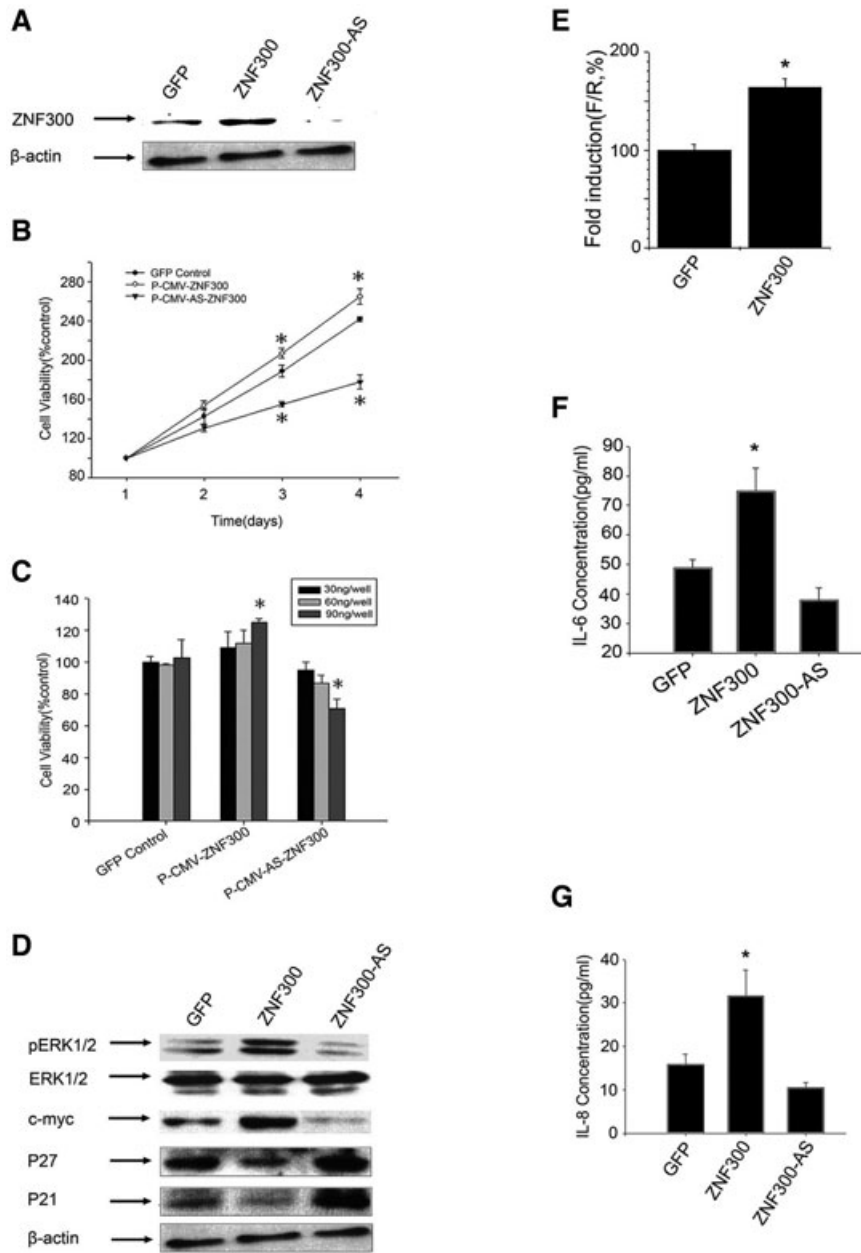 A
GFP
ZNF300
ZNF300-AS
ZNF300
β-actin
B
GFP Control
P-CMV-ZNF300
P-CMV-AS-ZNF300
Cell Viability(%control)
280
240
200
160
120
100
80
*
*
*
*
1
2
3
4
Time(days)
C
30ng/well
60ng/well
90ng/well
Cell Viability(%control)
140
120
100
80
60
40
20
0
*
*
GFP Control
P-CMV-ZNF300
P-CMV-AS-ZNF300
D
GFP
ZNF300
ZNF300-AS
pERK1/2
ERK1/2
c-myc
P27
P21
β-actin
E
Fold induction(F/R,%)
200
100
0
*
GFP
ZNF300
F
IL-6 Concentration(pg/ml)
90
80
70
60
50
40
30
20
*
GFP
ZNF300
ZNF300-AS
G
IL-8 Concentration(pg/ml)
40
30
20
10
0
*
GFP
ZNF300
ZNF300-AS